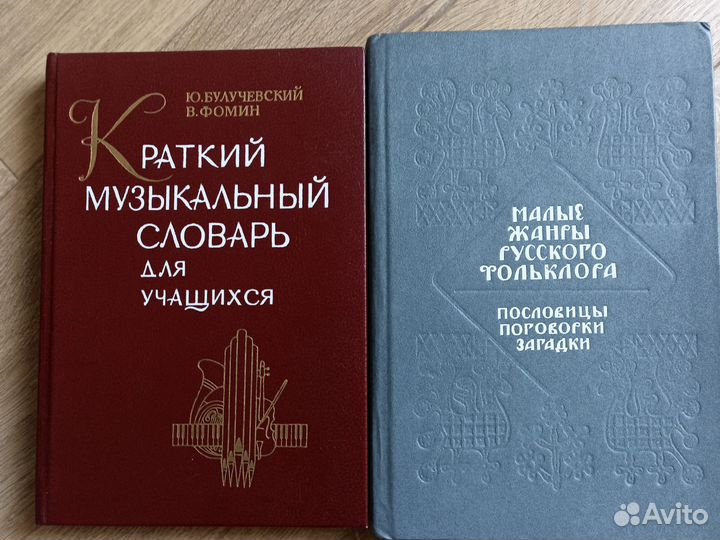 Ю.БУЛУЧЕВСКИЙ
В.ФОМИН
КРАТКИЙ
МУЗЫКАЛЬНЫЙ
СЛОВАРЬ
ДЛЯ
УЧАЩИХСЯ
МАЛЫЕ
ЖАНРЫ
РУССКОГО
ФОЛЬКЛОРА
ПОСЛОВИЦЫ
ПОГОВОРКИ
ЗАГАДКИ
Avito